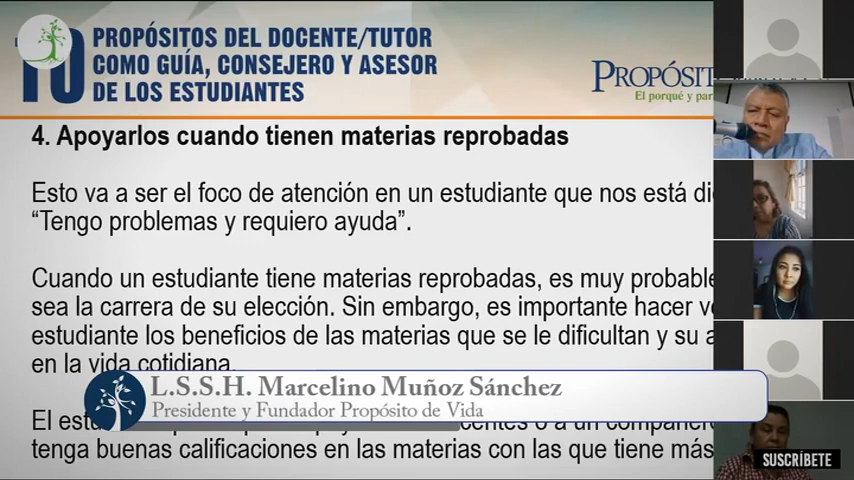 10 PROPÓSITOS DEL DOCENTE/TUTOR
COMO GUÍA, CONSEJERO Y ASESOR
DE LOS ESTUDIANTES
PROPÓSIT
El porqué y par
4. Apoyarlos cuando tienen materias reprobadas
Esto va a ser el foco de atención en un estudiante que nos está
“Tengo problemas y requiero ayuda”.
Cuando un estudiante tiene materias reprobadas, es muy probable
sea la carrera de su elección. Sin embargo, es importante hacer
estudiante los beneficios de las materias que se le dificultan y su
en la vida cotidiana.
L.S.S.H. Marcelino Muñoz Sánchez
Presidente y Fundador Propósito de Vida
El o a un compañero
tenga buenas calificaciones en las materias con las que tiene más
SUSCRÍBETE